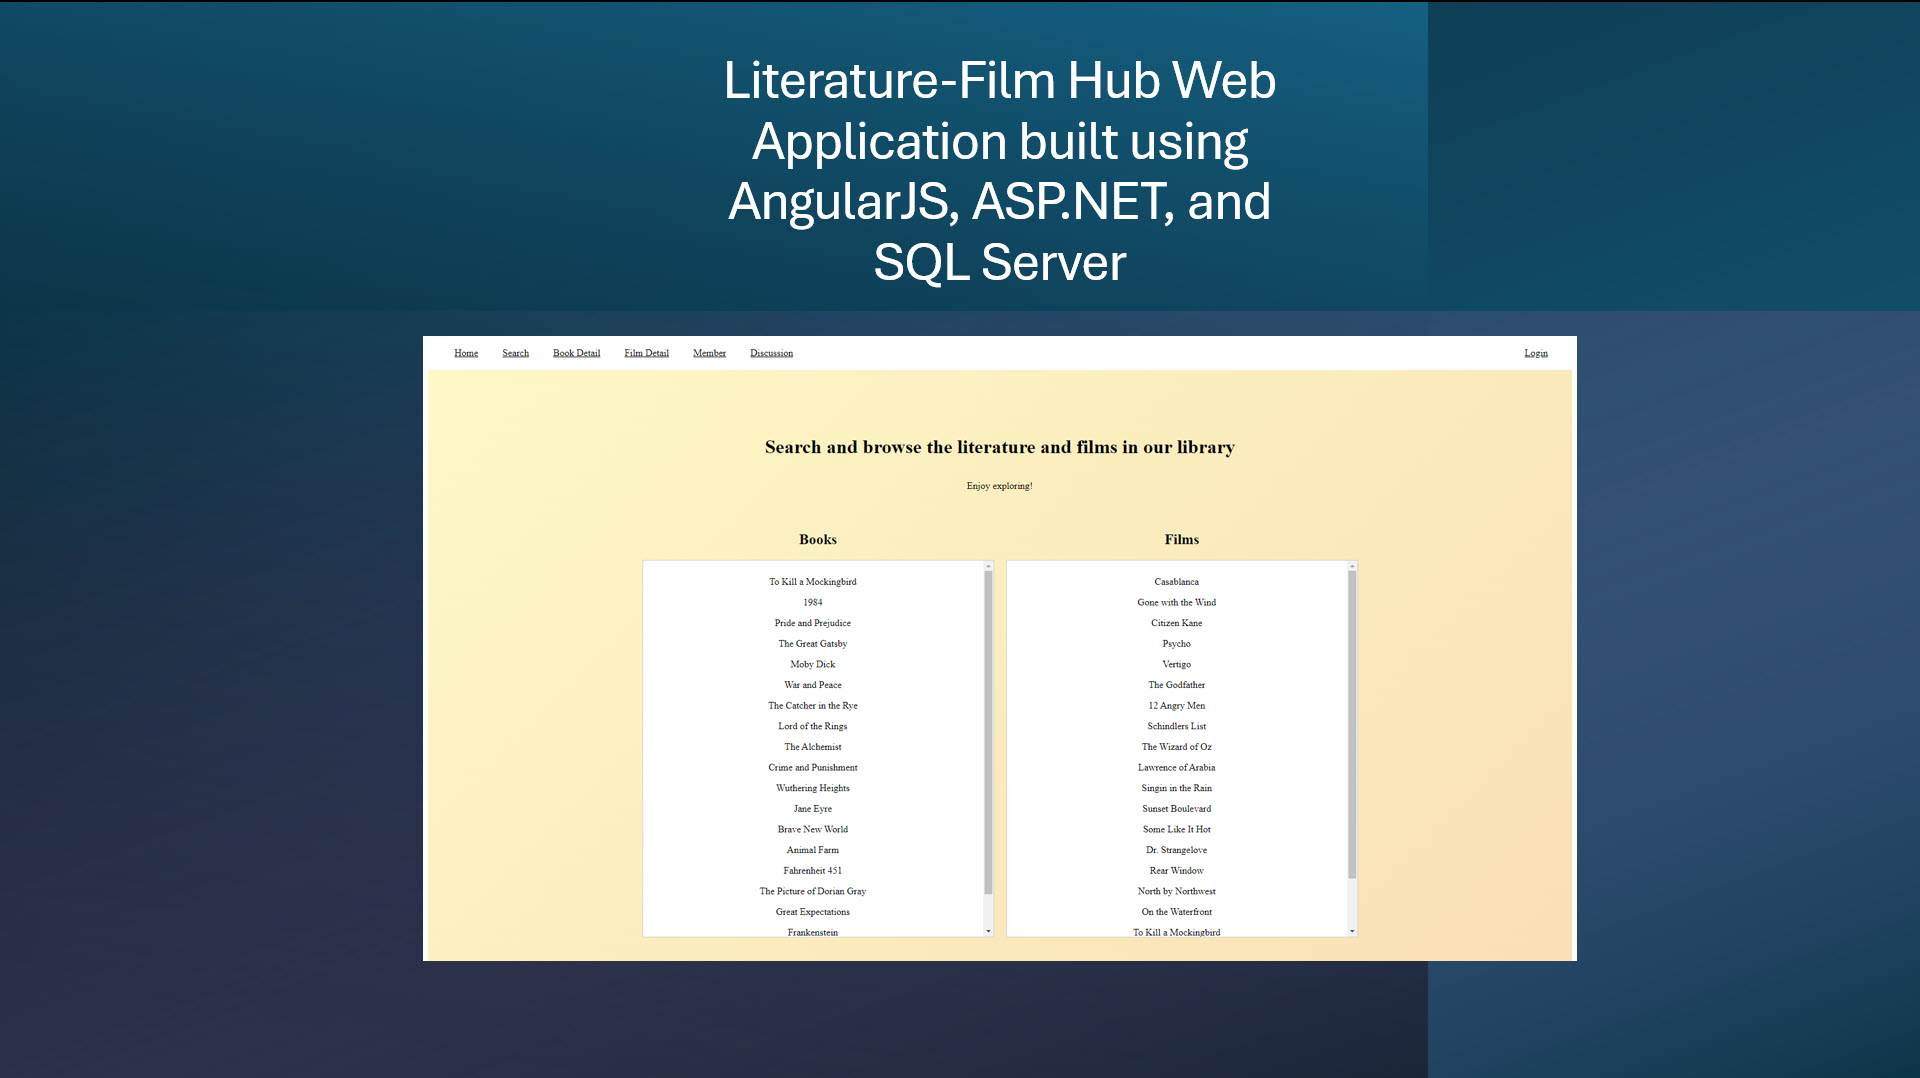 Literature-Film Hub Web
Application built using
AngularJS, ASP.NET, and
SQL Server
Home Search Book Detail Film Detail Member Discussion Login
Search and browse the literature and films in our library
Enjoy exploring!
Books
To Kill a Mockingbird
1984
Pride and Prejudice
The Great Gatsby
Moby Dick
War and Peace
The Catcher in the Rye
Lord of the Rings
The Alchemist
Crime and Punishment
Wuthering Heights
Jane Eyre
Brave New World
Animal Farm
Fahrenheit 451
The Picture of Dorian Gray
Great Expectations
Frankenstein
Films
Casablanca
Gone with the Wind
Citizen Kane
Psycho
Vertigo
The Godfather
12 Angry Men
Schindlers List
The Wizard of Oz
Lawrence of Arabia
Singin in the Rain
Sunset Boulevard
Some Like It Hot
Dr. Strangelove
Rear Window
North by Northwest
On the Waterfront
To Kill a Mockingbird